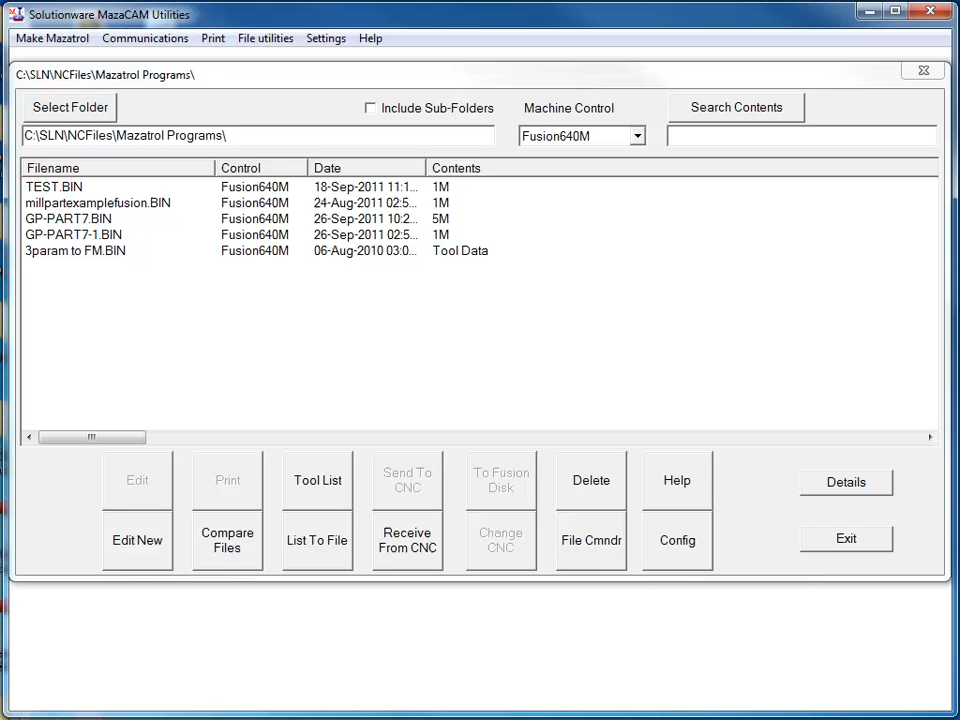 Solutionware MazaCAM Utilities
Make Mazatrol Communications Print File utilities Settings Help
C:\SLN\NCFiles\Mazatrol Programs\
Select Folder Include Sub-Folders Machine Control Search Contents
C:\SLN\NCFiles\Mazatrol Programs\ Fusion640M
Filename Control Date Contents
TEST.BIN Fusion640M 18-Sep-2011 11:1... 1M
millpartexamplefusion.BIN Fusion640M 24-Aug-2011 02:5... 1M
GP-PART7.BIN Fusion640M 26-Sep-2011 10:2... 5M
GP-PART7-1.BIN Fusion640M 26-Sep-2011 02:5... 1M
3param to FM.BIN Fusion640M 06-Aug-2010 03:0... Tool Data
Edit Print Tool List Send To CNC To Fusion Disk Delete Help Details
Edit New Compare Files List To File Receive From CNC Change CNC File Cmndr Config Exit